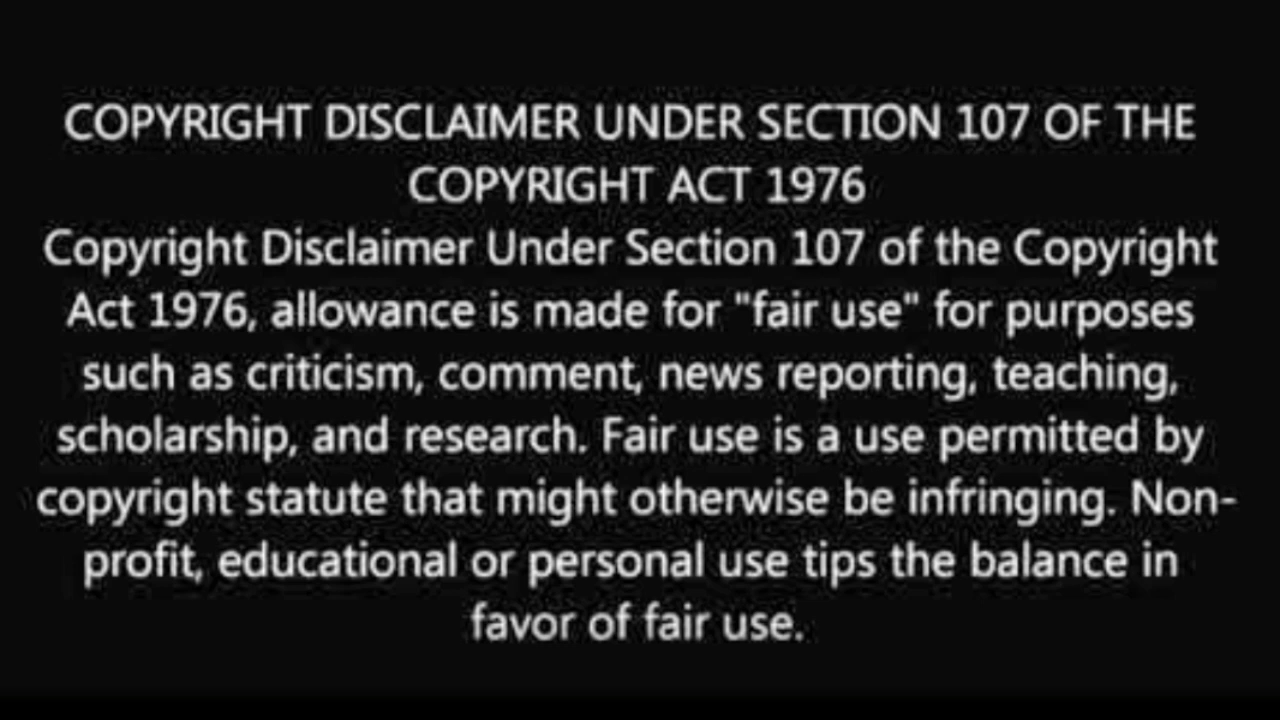 COPYRIGHT DISCLAIMER UNDER SECTION 107 OF THE
COPYRIGHT ACT 1976
Copyright Disclaimer Under Section 107 of the Copyright
Act 1976, allowance is made for "fair use" for purposes
such as criticism, comment, news reporting, teaching,
scholarship, and research. Fair use is a use permitted by
copyright statute that might otherwise be infringing. Non-
profit, educational or personal use tips the balance in
favor of fair use.